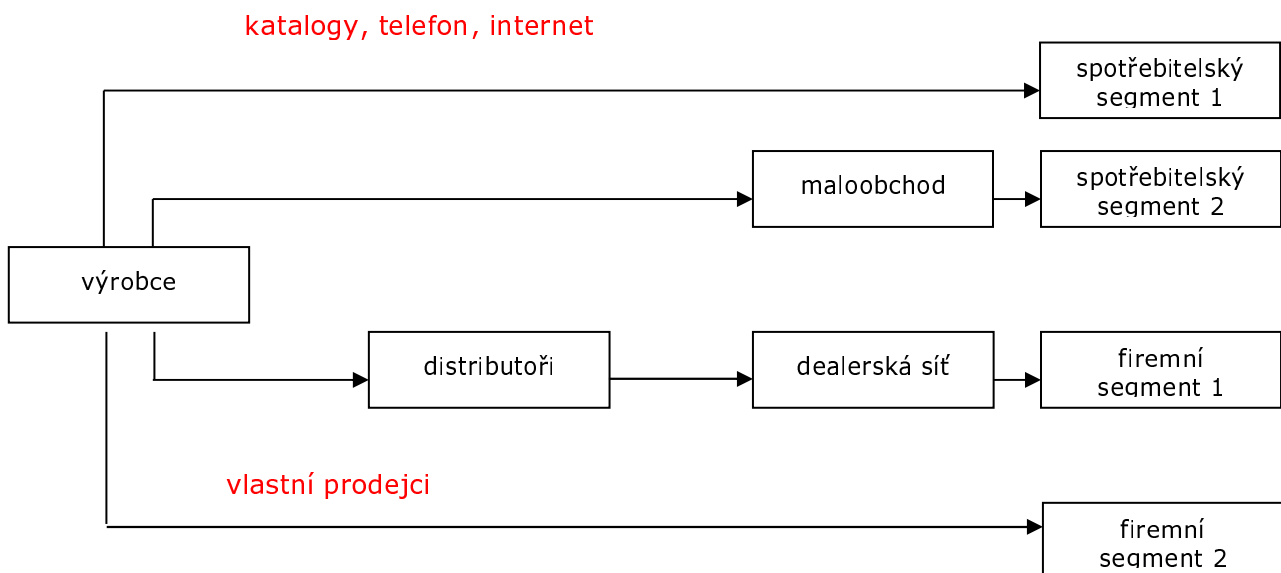 katalogy, telefon, internet
spotřebitelský
segment 1
maloobchod
spotřebitelský
segment 2
výrobce
distributoři
dealerská síť
firemní
segment 1
vlastní prodejci
firemní
segment 2